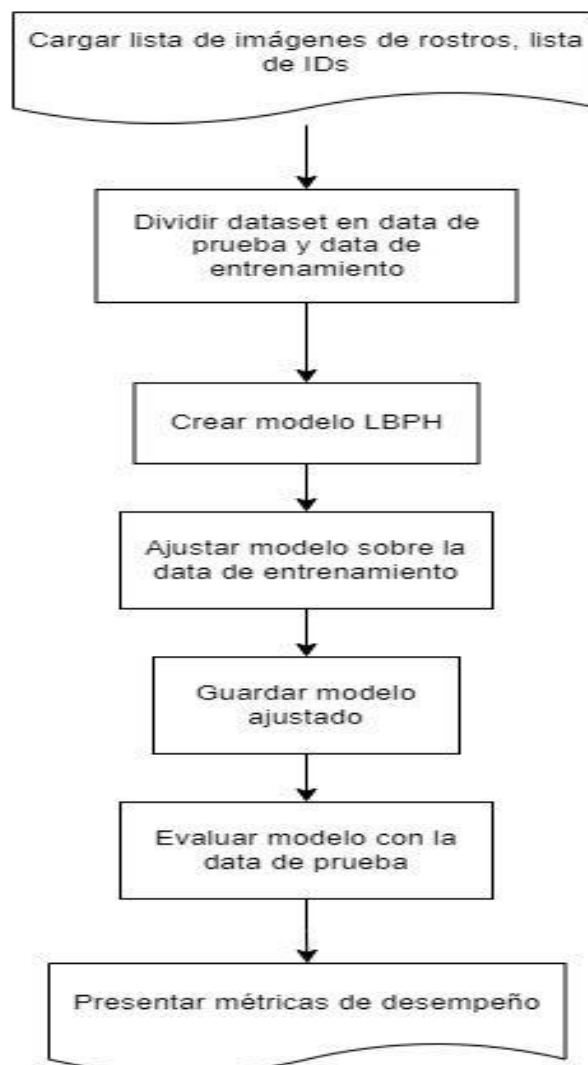 Cargar lista de imágenes de rostros, lista
de IDs
Dividir dataset en data de
prueba y data de
entrenamiento
Crear modelo LBPH
Ajustar modelo sobre la
data de entrenamiento
Guardar modelo
ajustado
Evaluar modelo con la
data de prueba
Presentar métricas de desempeño